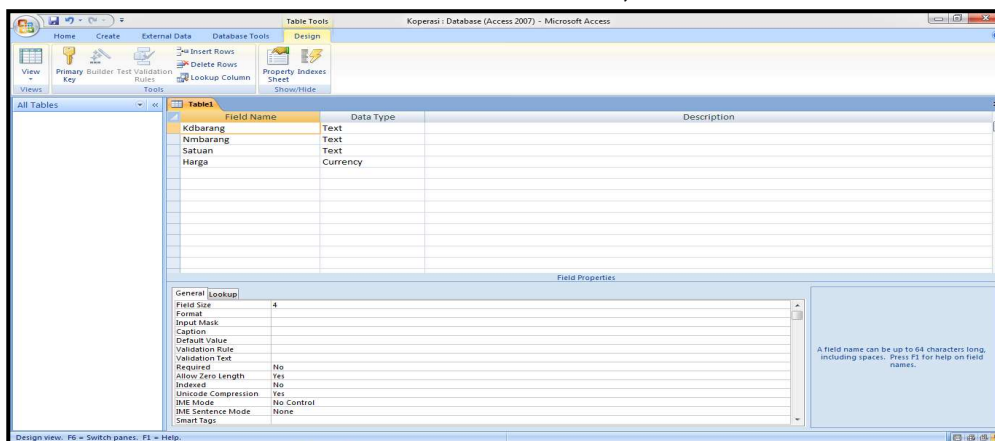 Table Tools
Koperasi : Database (Access 2007) - Microsoft Access
Home Create External Data Database Tools Design
View
Primary Key
Builder
Test Validation Rules
Insert Rows
Delete Rows
Lookup Column
Property Sheet
Indexes
Views
Tools
Show/Hide
All Tables
Table1
Field Name Data Type Description
Kdbarang Text
Nmbarang Text
Satuan Text
Harga Currency
Field Properties
General Lookup
Field Size 4
Format
Input Mask
Caption
Default Value
Validation Rule
Validation Text
Required No
Allow Zero Length Yes
Indexed No
Unicode Compression Yes
IME Mode No Control
IME Sentence Mode None
Smart Tags
A field name can be up to 64 characters long,
including spaces. Press F1 for help on field
names.
Design view. F6 = Switch panes. F1 = Help.